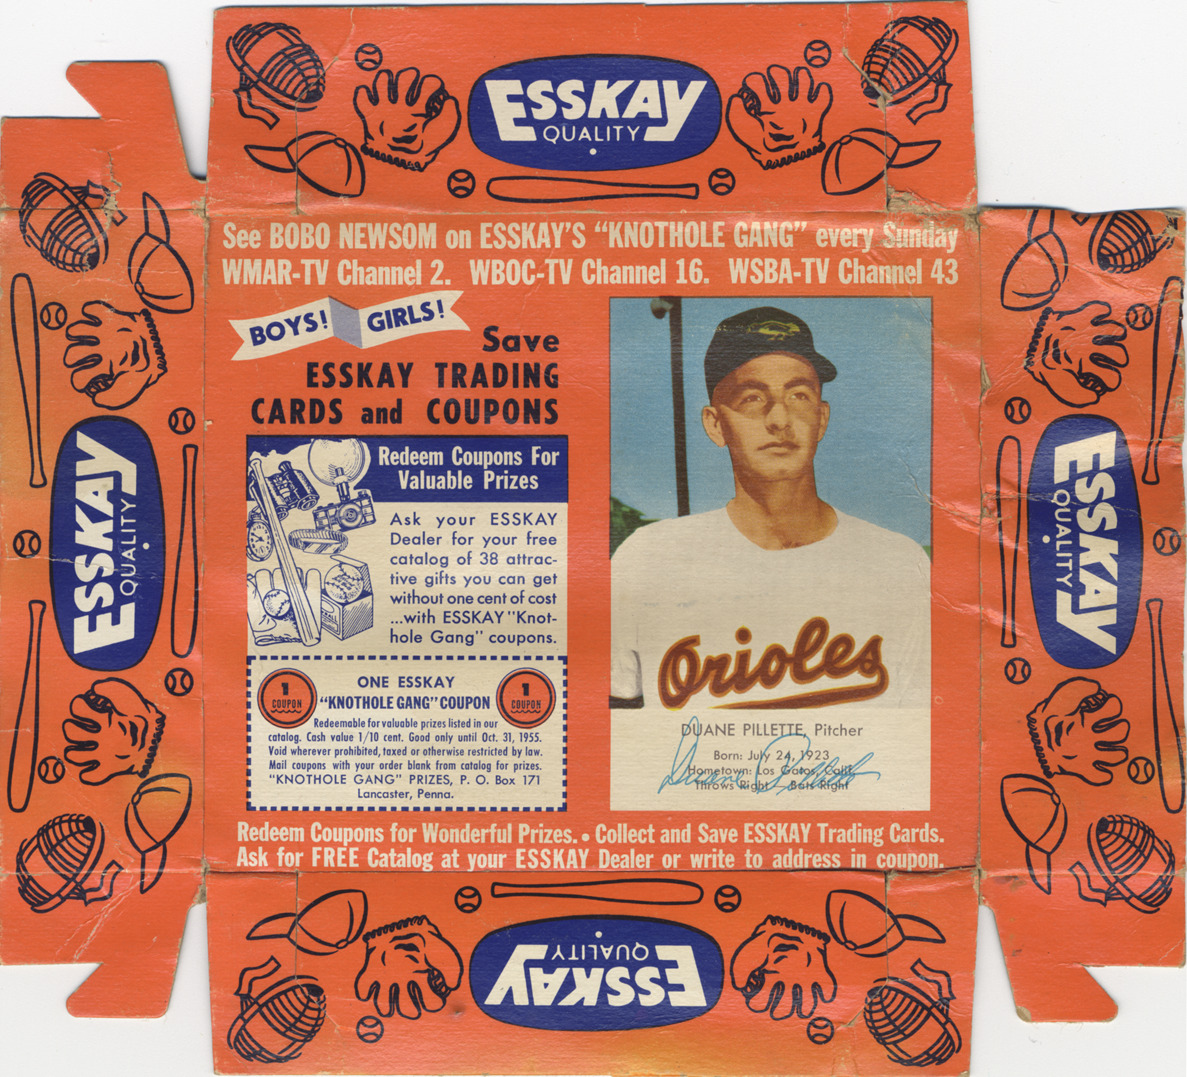 ESSKAY
QUALITY
See BOBO NEWSOM on ESSKAY'S "KNOTHOLE GANG" every Sunday
WMAR-TV Channel 2. WBOC-TV Channel 16. WSBA-TV Channel 43
BOYS! GIRLS!
Save
ESSKAY TRADING
CARDS and COUPONS
Redeem Coupons For
Valuable Prizes
Ask your ESSKAY
Dealer for your free
catalog of 38 attrac-
tive gifts you can get
without one cent of cost
...with ESSKAY "Knot-
hole Gang" coupons.
1
COUPON
ONE ESSKAY
"KNOTHOLE GANG" COUPON
1
COUPON
Redeemable for valuable prizes listed in our
catalog. Cash value 1/10 cent. Good only until Oct. 31, 1955.
Void wherever prohibited, taxed or otherwise restricted by law.
Mail coupons with your order blank from catalog for prizes.
"KNOTHOLE GANG" PRIZES, P. O. Box 171
Lancaster, Penna.
Orioles
DUANE PILLETTE, Pitcher
Born: July 24, 1923
Hometown: Los Gatos, Calif.
Throws Right Bats Right
Duane Pillette
Redeem Coupons for Wonderful Prizes. • Collect and Save ESSKAY Trading Cards.
Ask for FREE Catalog at your ESSKAY Dealer or write to address in coupon.
ESSKAY
QUALITY
ESSKAY
QUALITY
ESSKAY
QUALITY